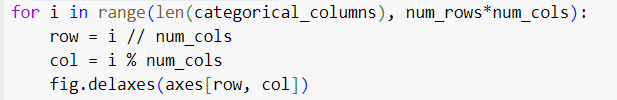 for i in range(len(categorical_columns), num_rows*num_cols):
    row = i // num_cols
    col = i % num_cols
    fig.delaxes(axes[row, col])